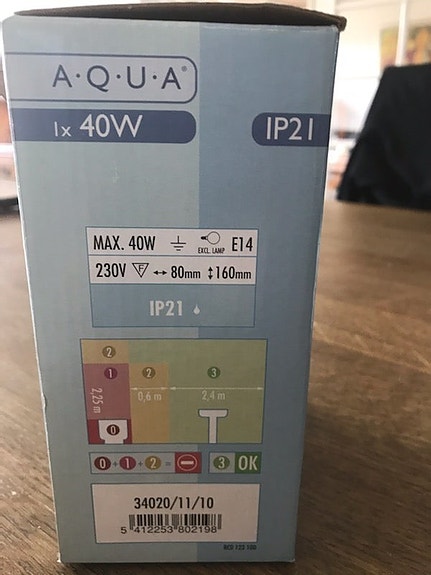 A·Q·U·A®
1x 40W IP21
MAX. 40W EXCL. LAMP E14
230V F ↔ 80mm ↕ 160mm
IP21
2
1 2 3
2,25 m 0,6 m 2,4 m
0
0 + 1 + 2 = 3 OK
34020/11/10
5 412253 802198